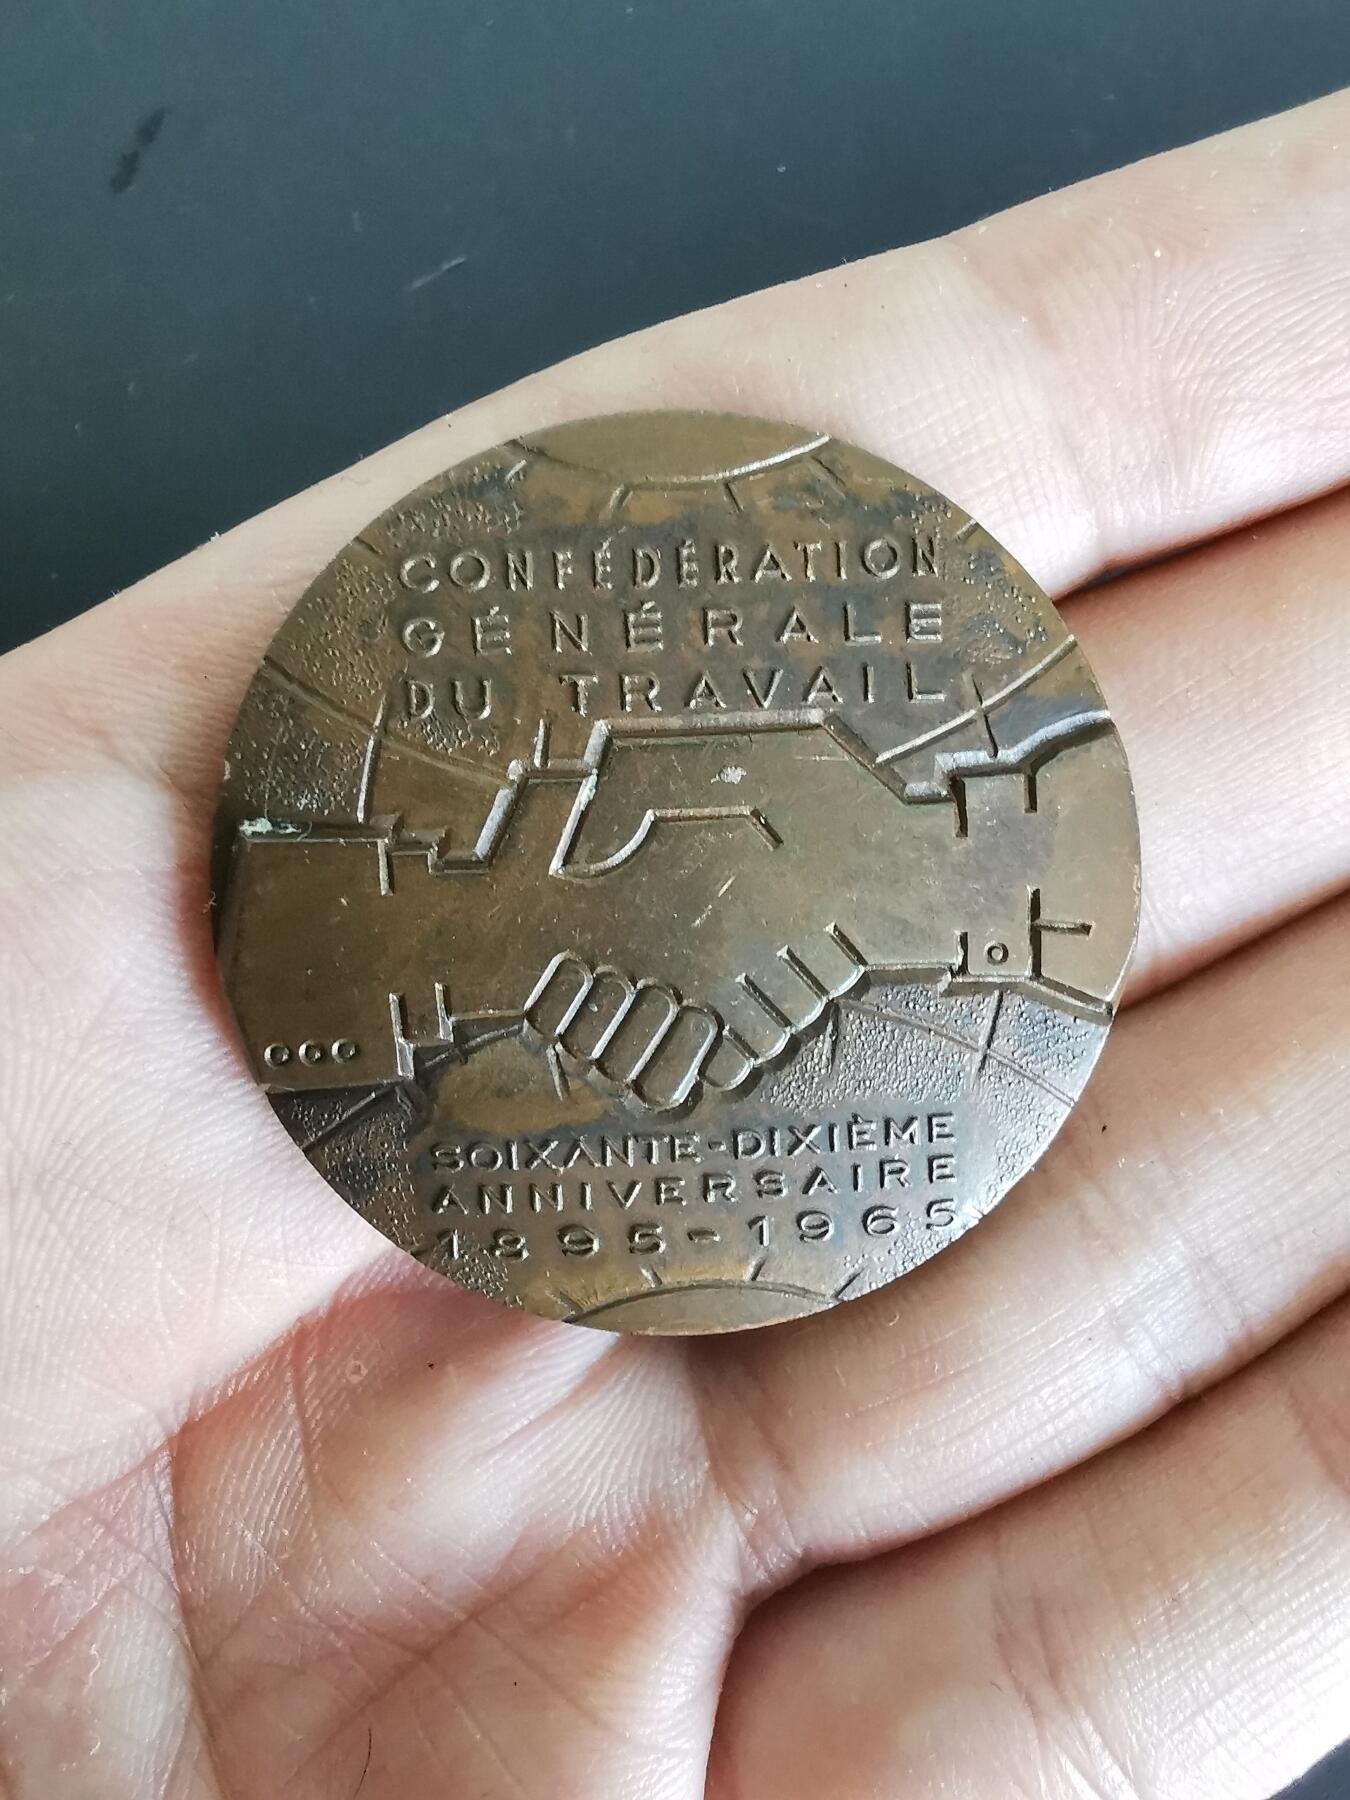 CONFÉDÉRATION
GÉNÉRALE
DU TRAVAIL
SOIXANTE-DIXIÈME
ANNIVERSAIRE
1895-1965